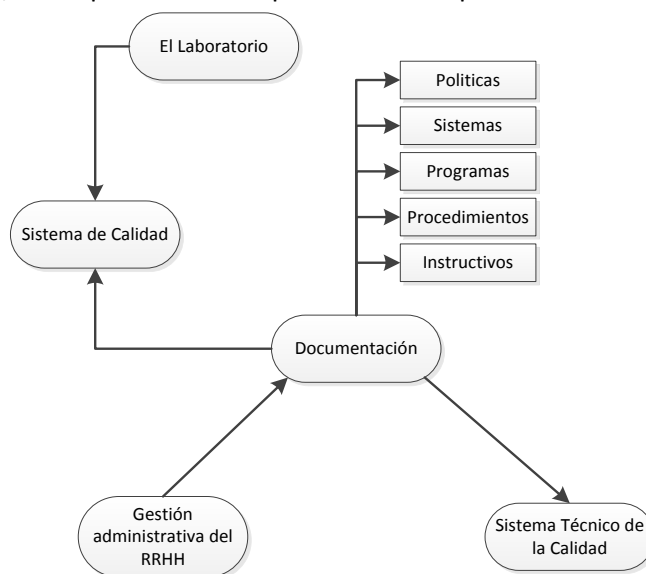 El Laboratorio
Politicas
Sistemas
Programas
Procedimientos
Instructivos
Sistema de Calidad
Documentación
Gestión
administrativa del
RRHH
Sistema Técnico de
la Calidad